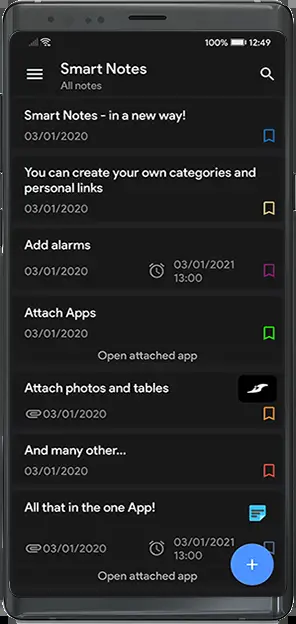 100% 12:49
Smart Notes
All notes
Smart Notes - in a new way!
03/01/2020
You can create your own categories and
personal links
03/01/2020
Add alarms
03/01/2020
03/01/2021
13:00
Attach Apps
03/01/2020
Open attached app
Attach photos and tables
03/01/2020
And many other...
03/01/2020
All that in the one App!
03/01/2020
03/01/2021
13:00
Open attached app